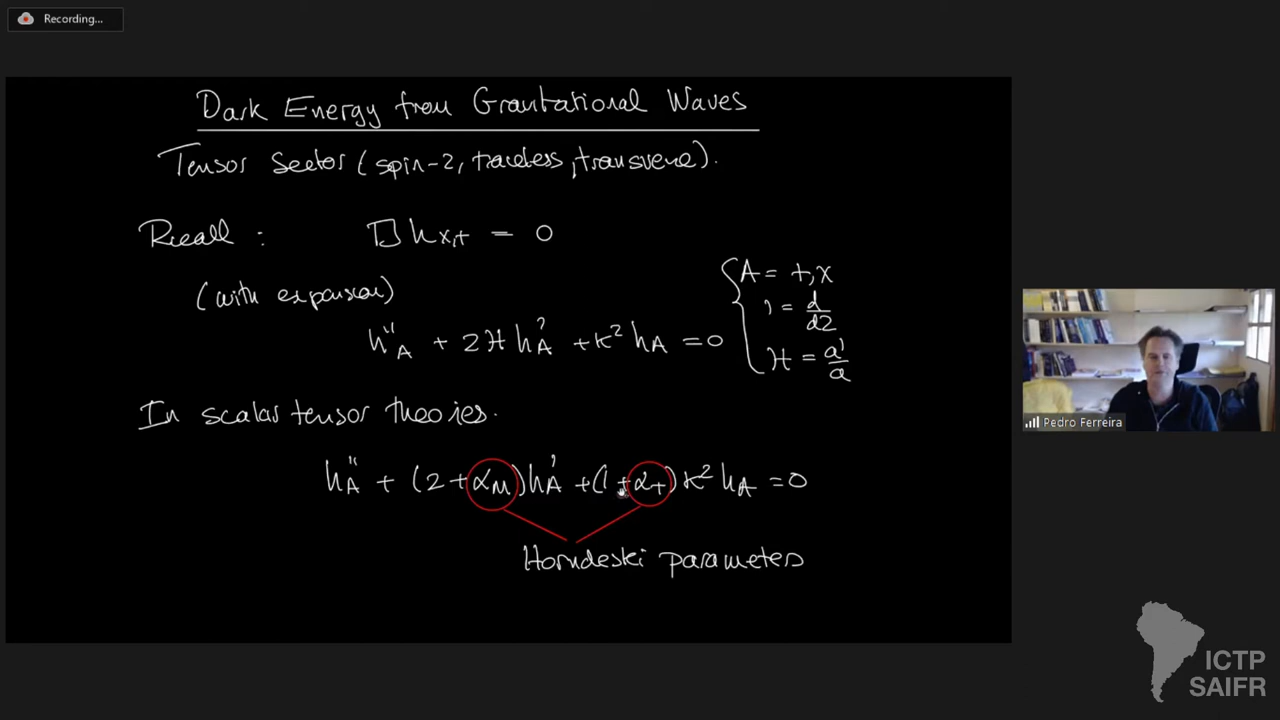 Recording...
Dark Energy from Gravitational Waves
Tensor Sector (spin-2, traceless, transverse).
Recall : □ h×,+ = 0
(with expansion)
h''A + 2ℋ h'A + k² hA = 0
A = +,×
' = d/dη
ℋ = a'/a
In scalar tensor theories.
hA'' + (2+αM)h'A + (1+αT)k² hA = 0
Horndeski parameters
Pedro Ferreira
ICTP
SAIFR